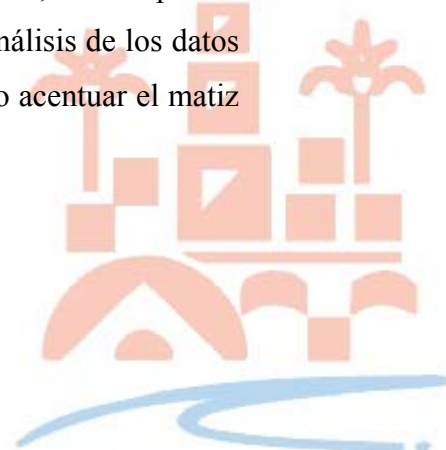 nálisis de los datos
o acentuar el matiz